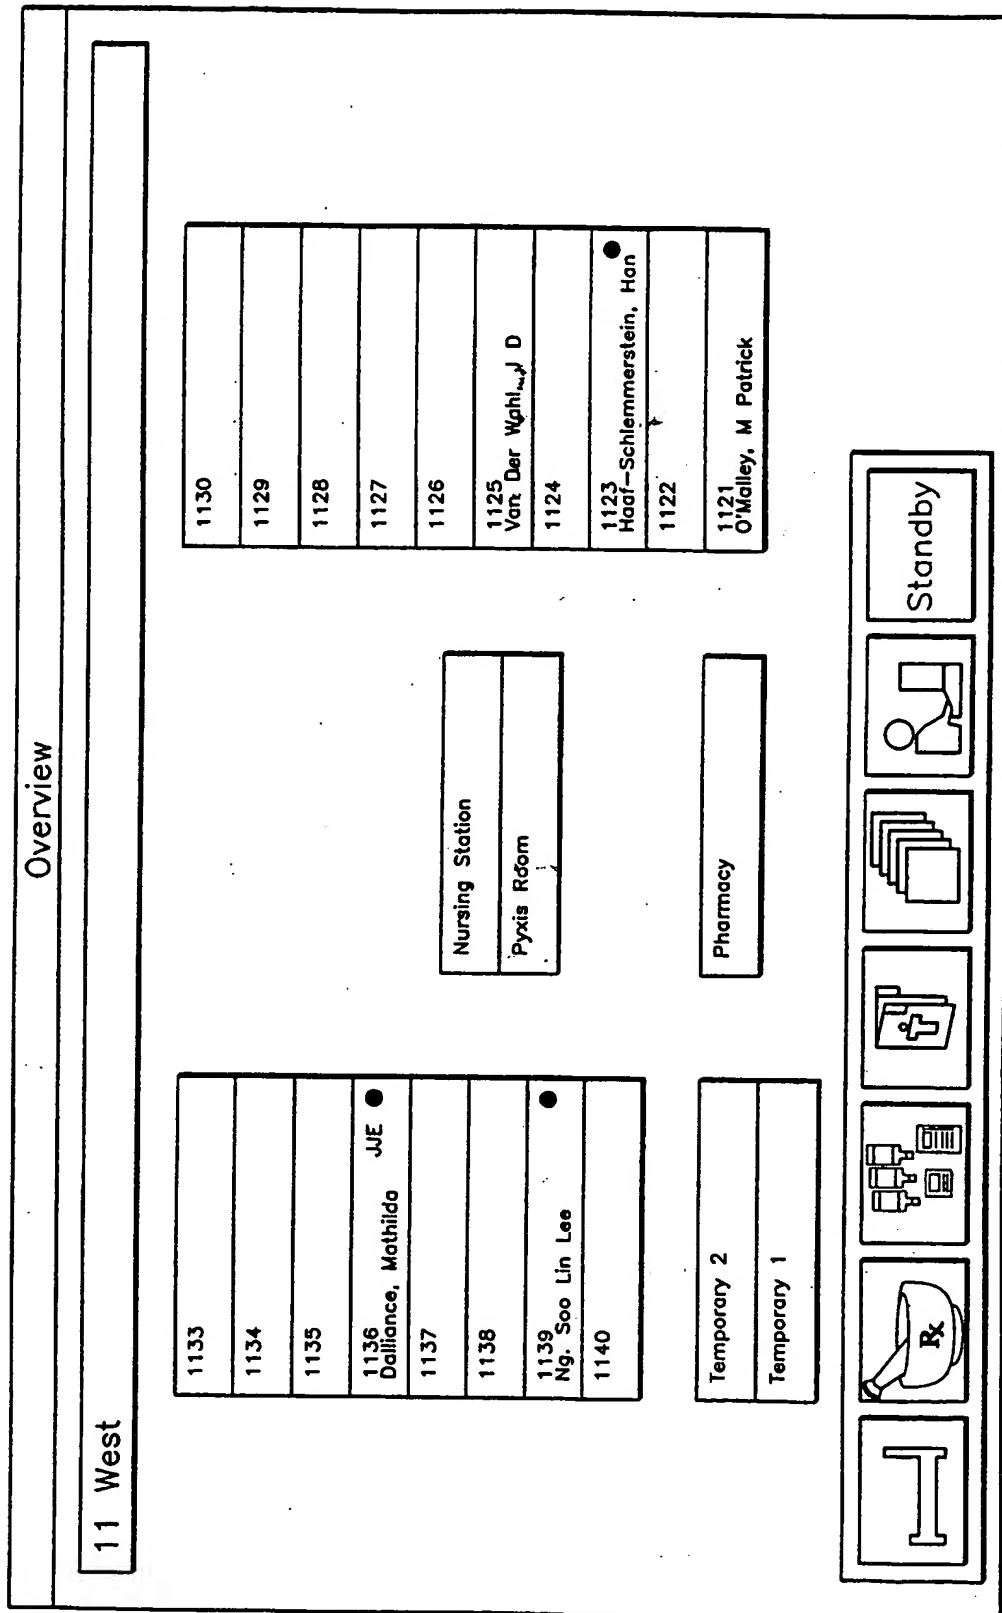 Overview
11 West
1133
1134
1135
1136 JJE
Dalliance, Mathilda
1137
1138
1139
Ng. Soo Lin Lee
1140
Temporary 2
Temporary 1
Nursing Station
Pyxis Room
Pharmacy
1130
1129
1128
1127
1126
1125
Van Der Wahl, J D
1124
1123
Haaf-Schlemmerstein, Han
1122
1121
O'Malley, M Patrick
Rx
Standby